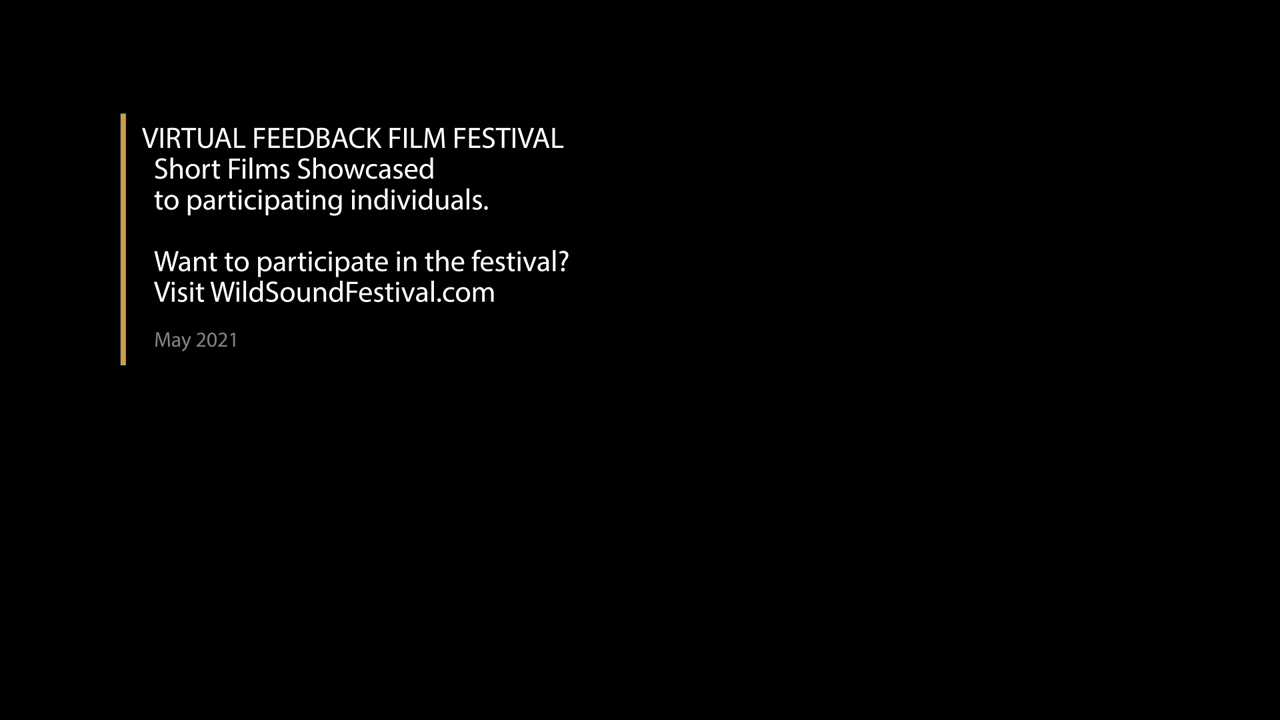 VIRTUAL FEEDBACK FILM FESTIVAL
Short Films Showcased
to participating individuals.
Want to participate in the festival?
Visit WildSoundFestival.com
May 2021